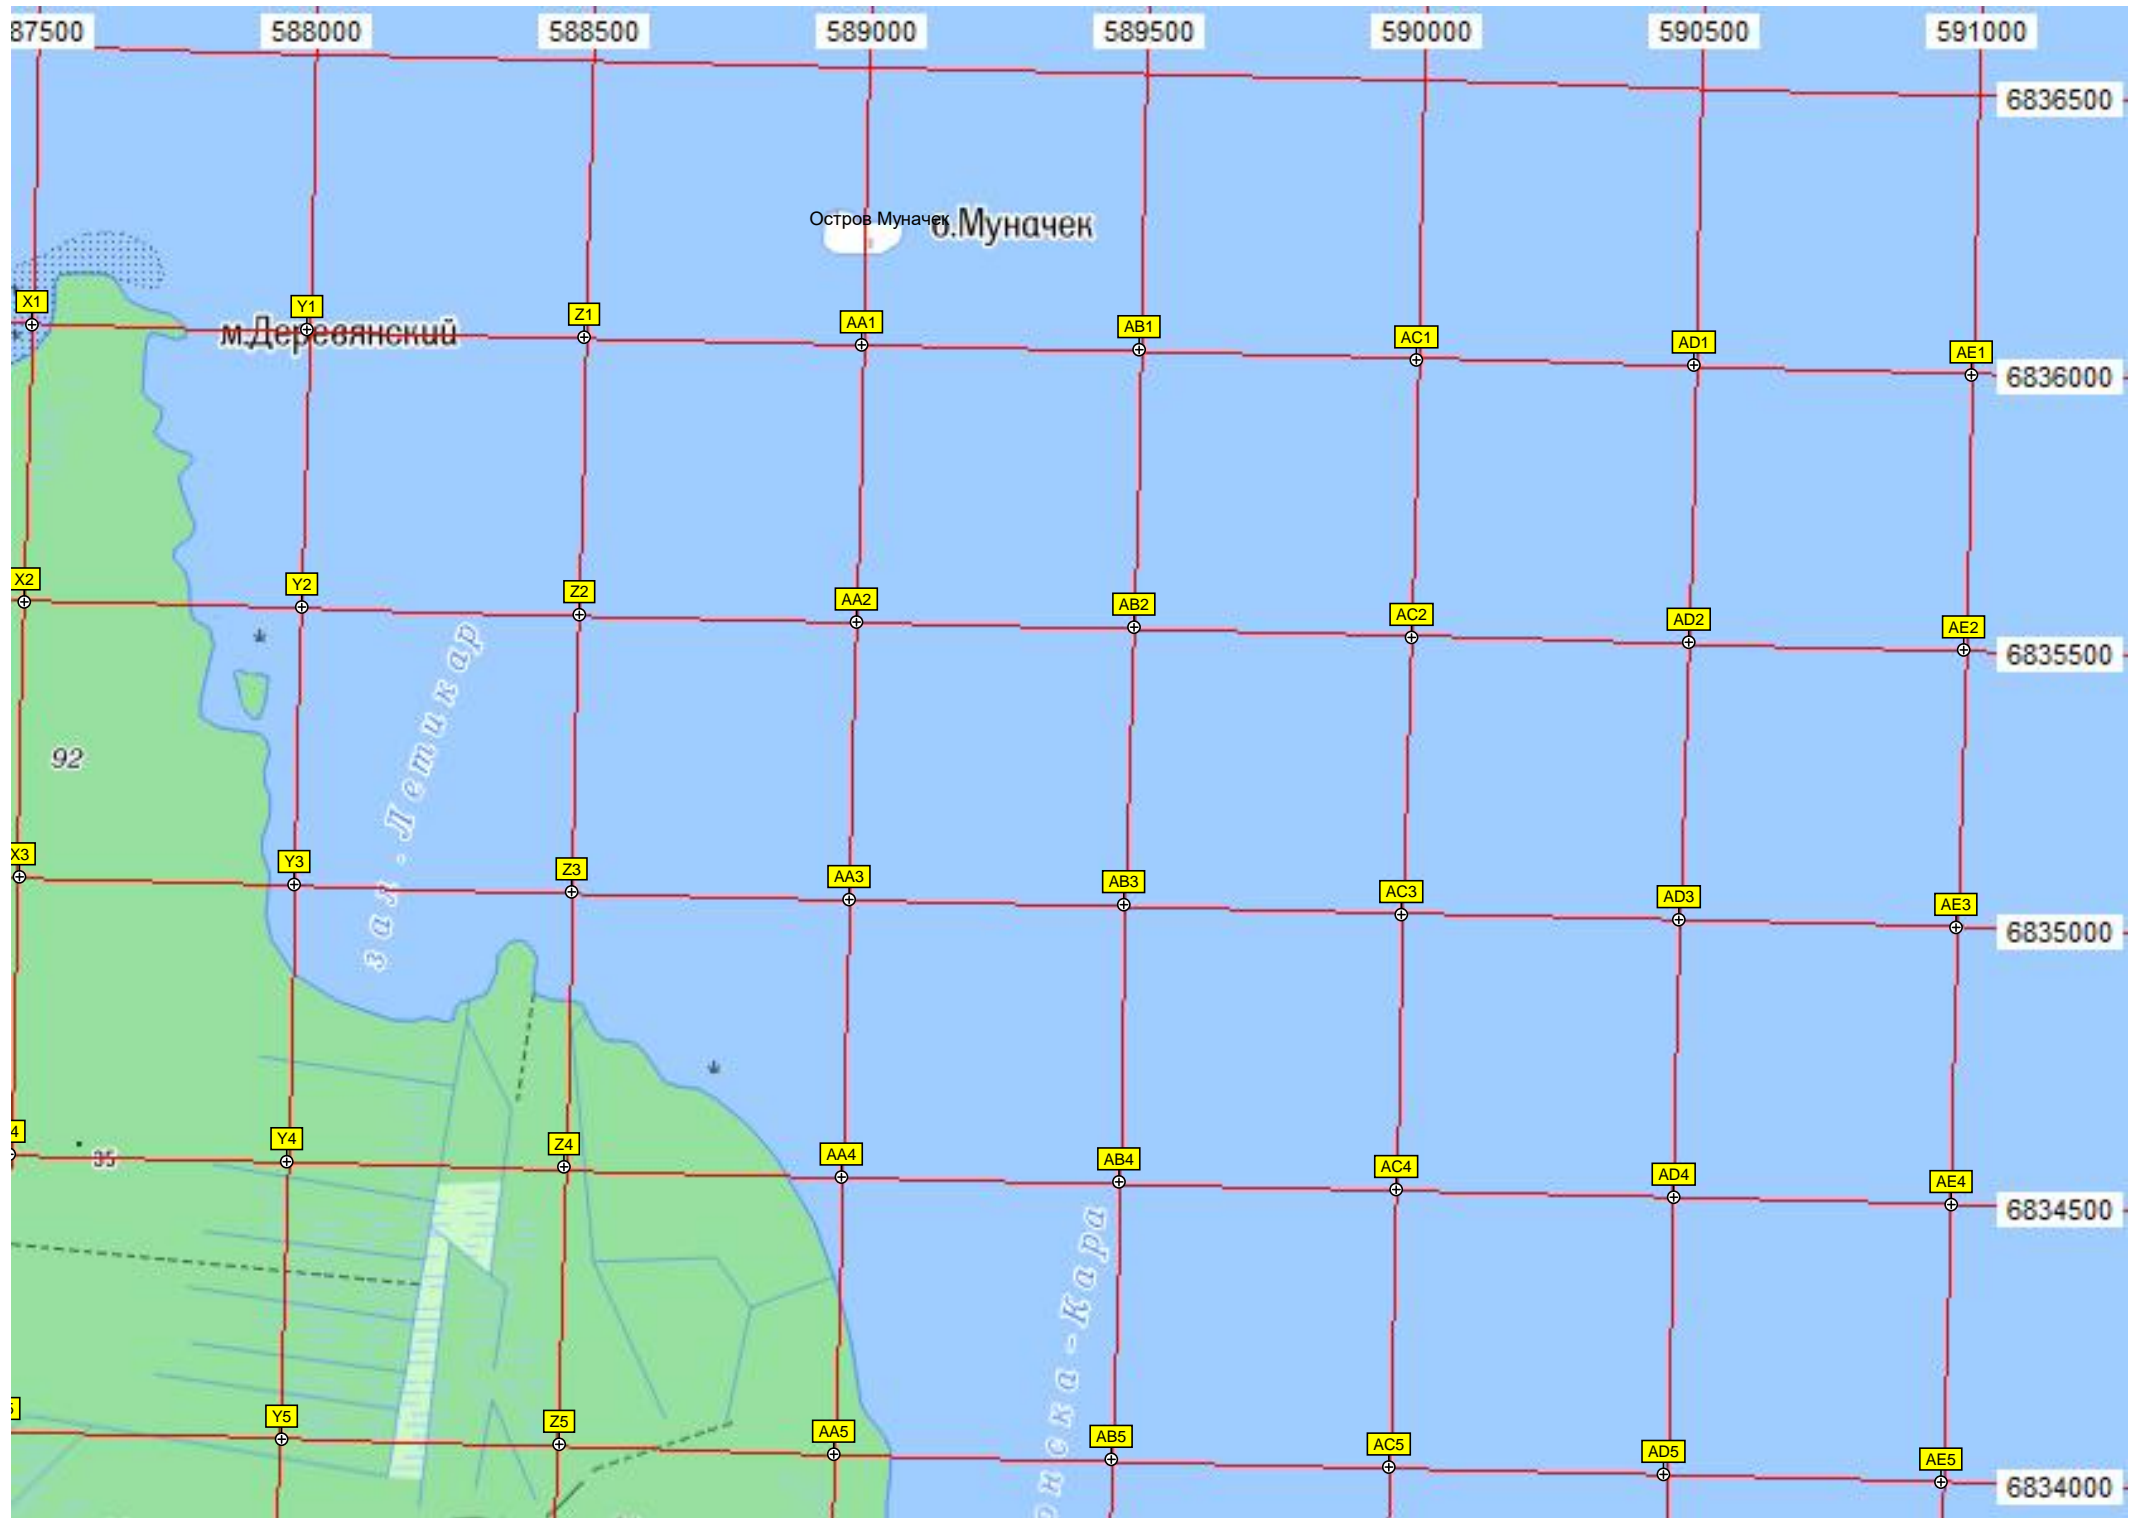 87500 588000 588500 589000 589500 590000 590500 591000
6836500
Остров Муначек
о.Муначек
X1 Y1 Z1 AA1 AB1 AC1 AD1 AE1
м.Деревянский
6836000
X2 Y2 Z2 AA2 AB2 AC2 AD2 AE2
6835500
зал. Летикар
92
X3 Y3 Z3 AA3 AB3 AC3 AD3 AE3
6835000
4 Y4 Z4 AA4 AB4 AC4 AD4 AE4
35
6834500
онска-Кара
5 Y5 Z5 AA5 AB5 AC5 AD5 AE5
6834000